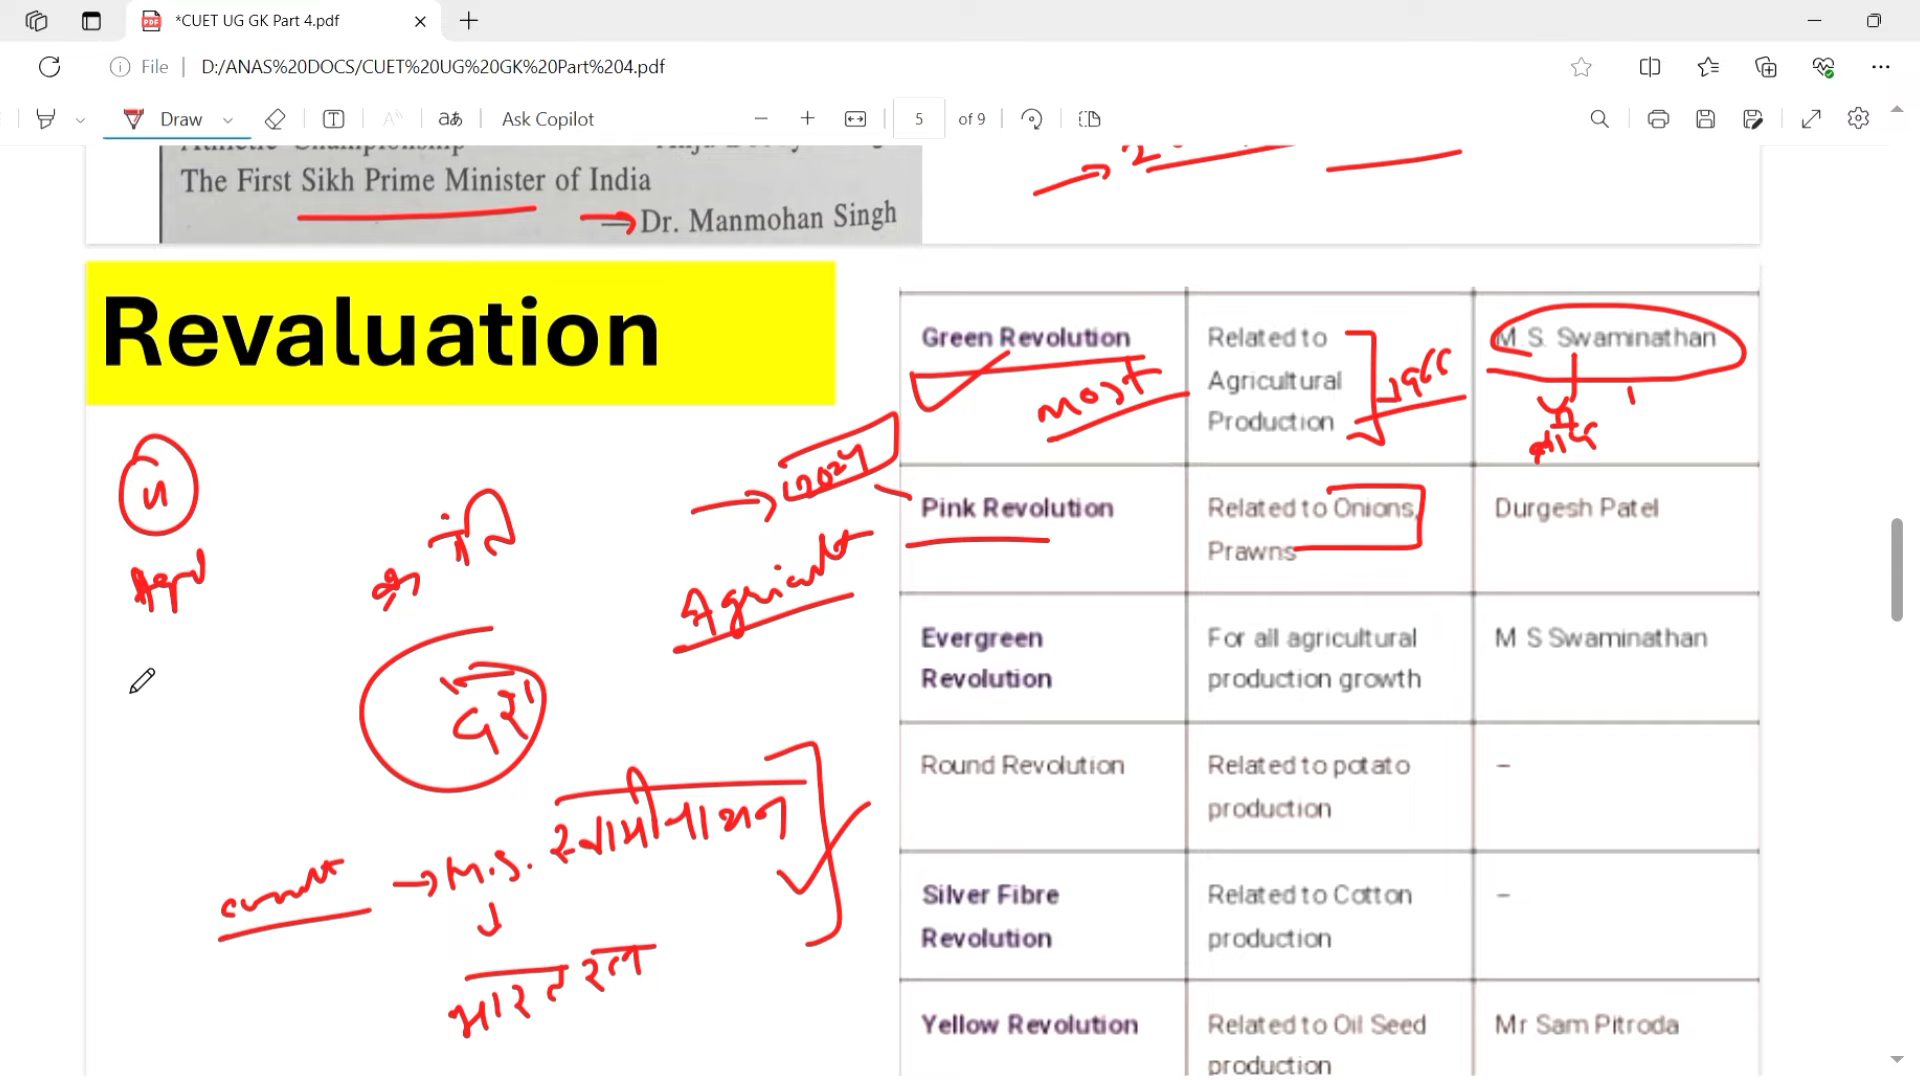 *CUET UG GK Part 4.pdf
File | D:/ANAS%20DOCS/CUET%20UG%20GK%20Part%204.pdf
Draw
aあ
Ask Copilot
5 of 9
The First Sikh Prime Minister of India
Dr. Manmohan Singh
Revaluation
Green Revolution
Related to
Agricultural
Production
M. S. Swaminathan
most
1966
2024
Pink Revolution
Related to Onions,
Prawns
Durgesh Patel
Evergreen
Revolution
For all agricultural
production growth
M S Swaminathan
Round Revolution
Related to potato
production
–
M.S. स्वामीनाथन
भारत रत्न
Silver Fibre
Revolution
Related to Cotton
production
–
Yellow Revolution
Related to Oil Seed
production
Mr Sam Pitroda